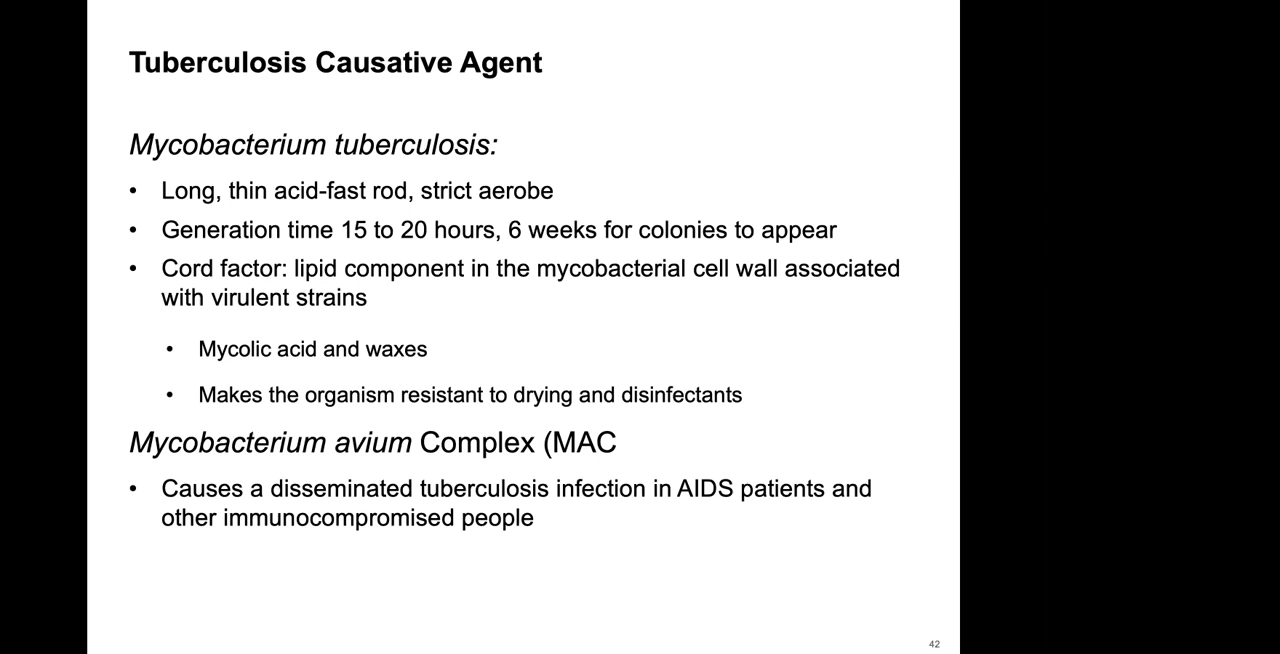 Tuberculosis Causative Agent
Mycobacterium tuberculosis:
• Long, thin acid-fast rod, strict aerobe
• Generation time 15 to 20 hours, 6 weeks for colonies to appear
• Cord factor: lipid component in the mycobacterial cell wall associated
with virulent strains
• Mycolic acid and waxes
• Makes the organism resistant to drying and disinfectants
Mycobacterium avium Complex (MAC
• Causes a disseminated tuberculosis infection in AIDS patients and
other immunocompromised people
42